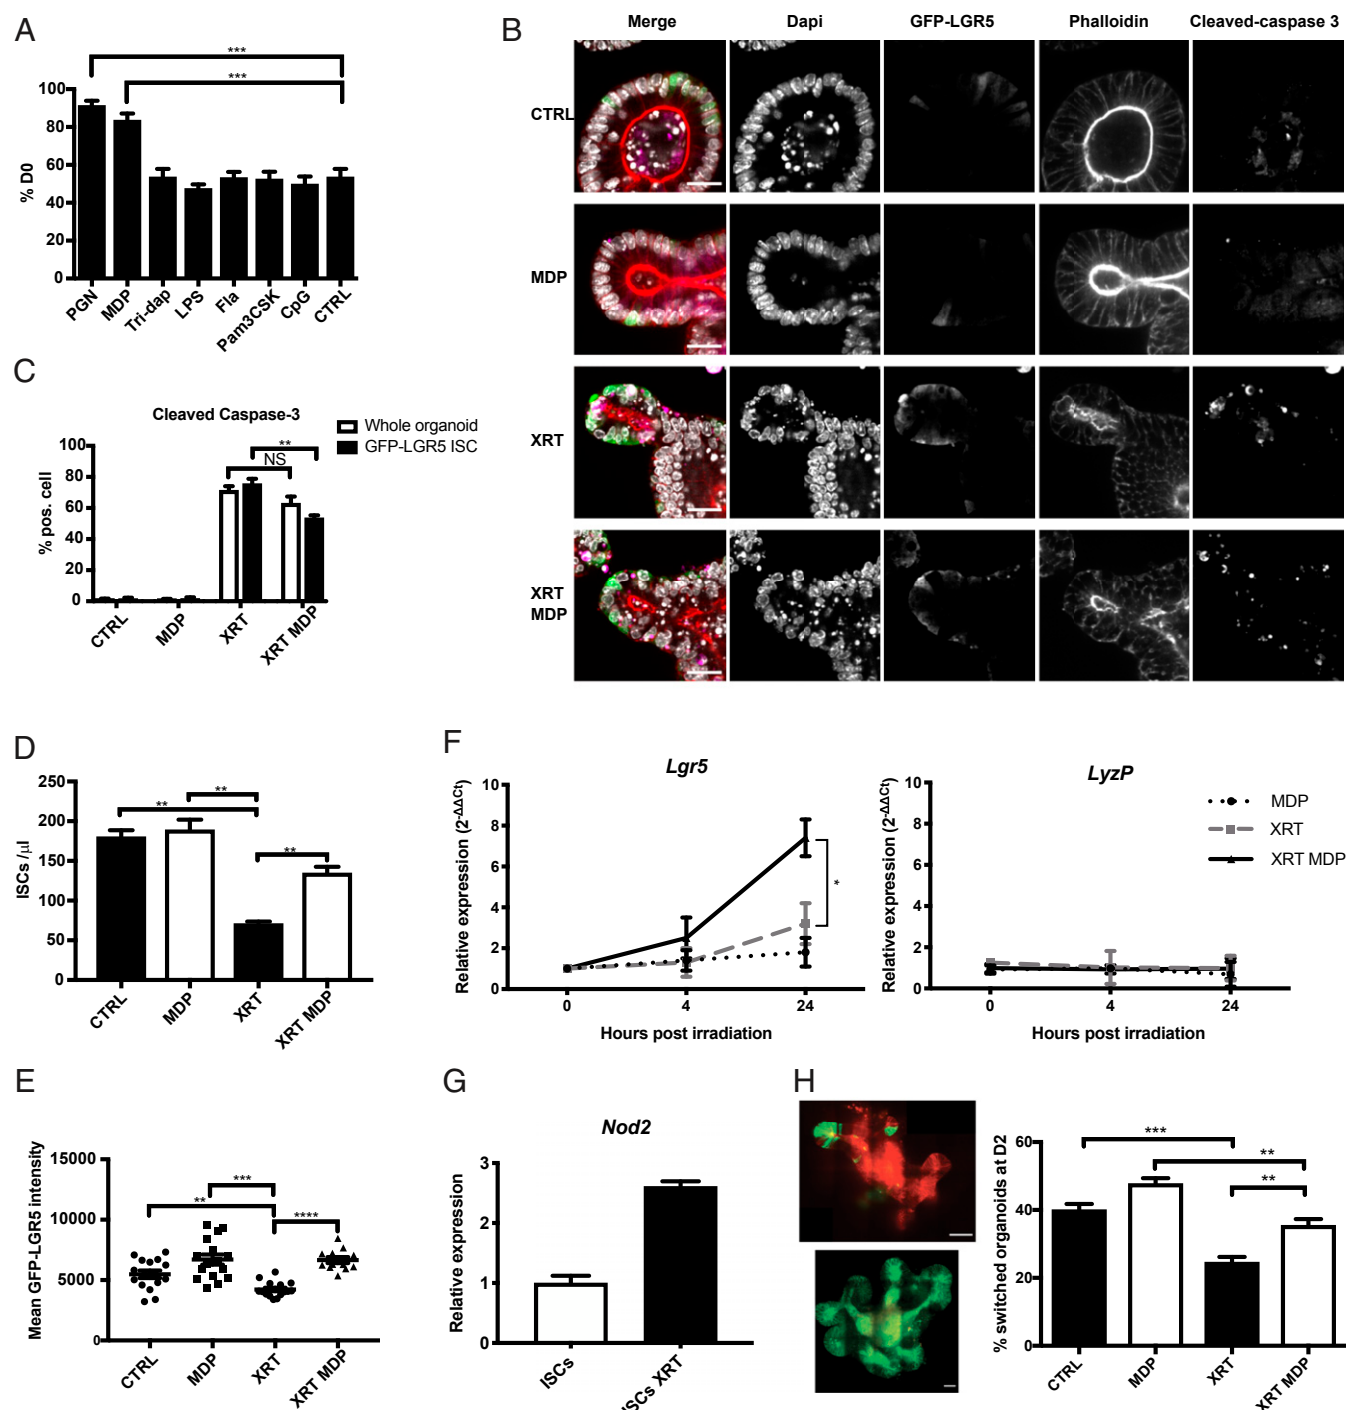 A
***
***
100
80
60
40
20
0
% D0
PGN
MDP
Tri-dap
LPS
Fla
Pam3CSK
CpG
CTRL
B
Merge
Dapi
GFP-LGR5
Phalloidin
Cleaved-caspase 3
CTRL
MDP
XRT
XRT
MDP
C
Cleaved Caspase-3
Whole organoid
GFP-LGR5 ISC
**
NS
100
80
60
40
20
0
% pos. cell
CTRL
MDP
XRT
XRT MDP
D
250
200
150
100
50
0
ISCs /µl
**
**
**
CTRL
MDP
XRT
XRT MDP
F
Lgr5
10
8
6
4
2
0
Relative expression (2-ΔΔCt)
*
0
4
24
Hours post irradiation
LyzP
10
8
6
4
2
0
Relative expression (2-ΔΔCt)
0
4
24
Hours post irradiation
MDP
XRT
XRT MDP
E
15000
10000
5000
0
Mean GFP-LGR5 intensity
***
**
****
CTRL
MDP
XRT
XRT MDP
G
Nod2
3
2
1
0
Relative expression
ISCs
ISCs XRT
H
60
40
20
0
% switched organoids at D2
***
**
**
CTRL
MDP
XRT
XRT MDP